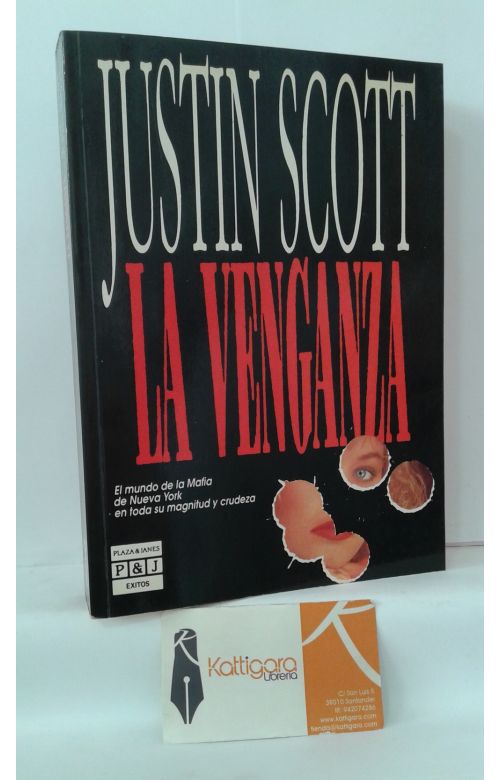 JUSTIN SCOTT
LA VENGANZA
El mundo de la Mafia
de Nueva York
en toda su magnitud y crudeza
PLAZA & JANES
P & J
EXITOS
Kattigara
Librería
C/ San Luis 5
39010 Santander
tlf: 942074286
www.kattigara.com
tienda@kattigara.com